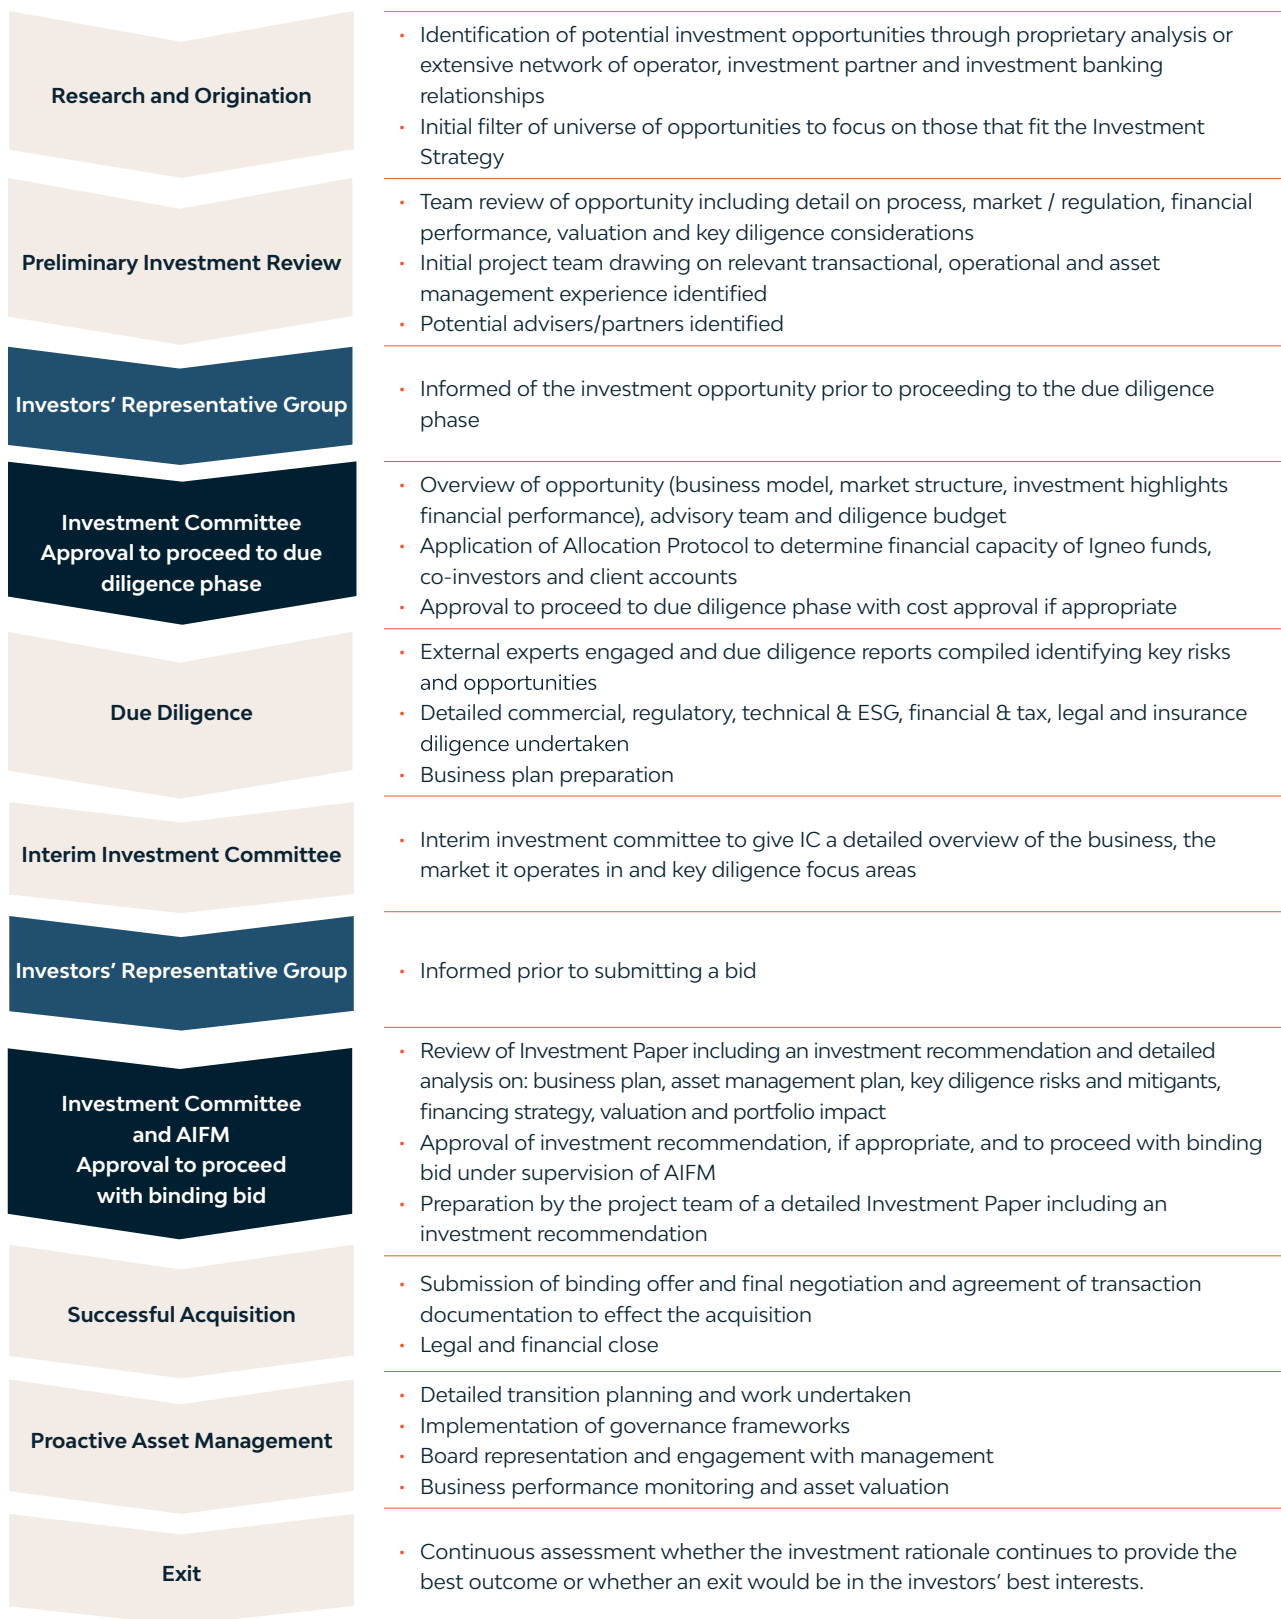 Research and Origination
• Identification of potential investment opportunities through proprietary analysis or
extensive network of operator, investment partner and investment banking
relationships
• Initial filter of universe of opportunities to focus on those that fit the Investment
Strategy
Preliminary Investment Review
• Team review of opportunity including detail on process, market / regulation, financial
performance, valuation and key diligence considerations
• Initial project team drawing on relevant transactional, operational and asset
management experience identified
• Potential advisers/partners identified
Investors’ Representative Group
• Informed of the investment opportunity prior to proceeding to the due diligence
phase
Investment Committee
Approval to proceed to due
diligence phase
• Overview of opportunity (business model, market structure, investment highlights
financial performance), advisory team and diligence budget
• Application of Allocation Protocol to determine financial capacity of Igneo funds,
co-investors and client accounts
• Approval to proceed to due diligence phase with cost approval if appropriate
Due Diligence
• External experts engaged and due diligence reports compiled identifying key risks
and opportunities
• Detailed commercial, regulatory, technical & ESG, financial & tax, legal and insurance
diligence undertaken
• Business plan preparation
Interim Investment Committee
• Interim investment committee to give IC a detailed overview of the business, the
market it operates in and key diligence focus areas
Investors’ Representative Group
• Informed prior to submitting a bid
Investment Committee
and AIFM
Approval to proceed
with binding bid
• Review of Investment Paper including an investment recommendation and detailed
analysis on: business plan, asset management plan, key diligence risks and mitigants,
financing strategy, valuation and portfolio impact
• Approval of investment recommendation, if appropriate, and to proceed with binding
bid under supervision of AIFM
• Preparation by the project team of a detailed Investment Paper including an
investment recommendation
Successful Acquisition
• Submission of binding offer and final negotiation and agreement of transaction
documentation to effect the acquisition
• Legal and financial close
Proactive Asset Management
• Detailed transition planning and work undertaken
• Implementation of governance frameworks
• Board representation and engagement with management
• Business performance monitoring and asset valuation
Exit
• Continuous assessment whether the investment rationale continues to provide the
best outcome or whether an exit would be in the investors’ best interests.